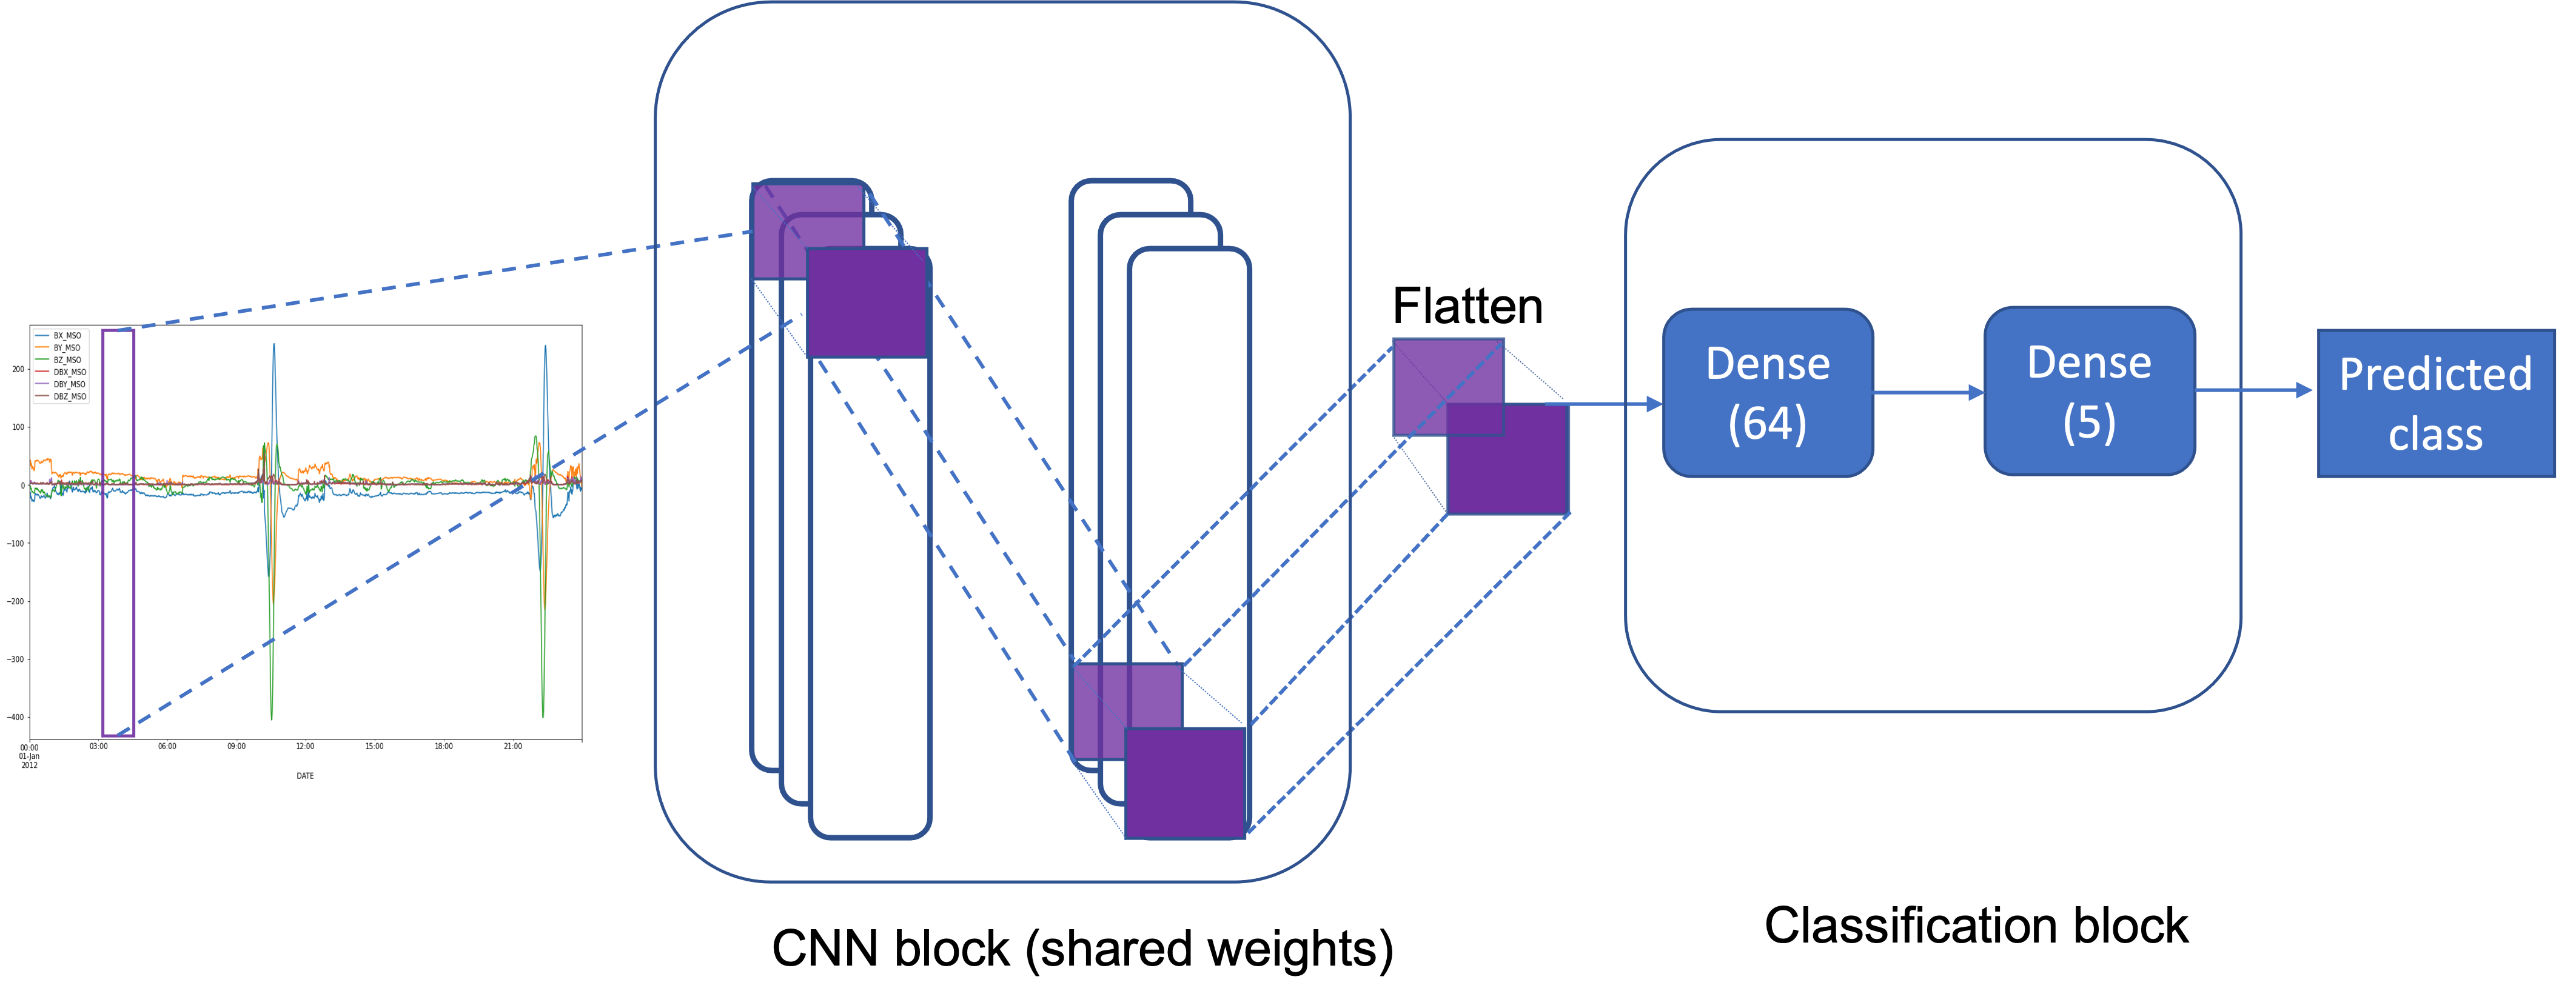 BX_MSO
BY_MSO
BZ_MSO
DBX_MSO
DBY_MSO
DBZ_MSO
200
100
0
−100
−200
−300
−400
00:00 03:00 06:00 09:00 12:00 15:00 18:00 21:00
01-Jan
2012
DATE
CNN block (shared weights)
Flatten
Dense
(64)
Dense
(5)
Classification block
Predicted
class